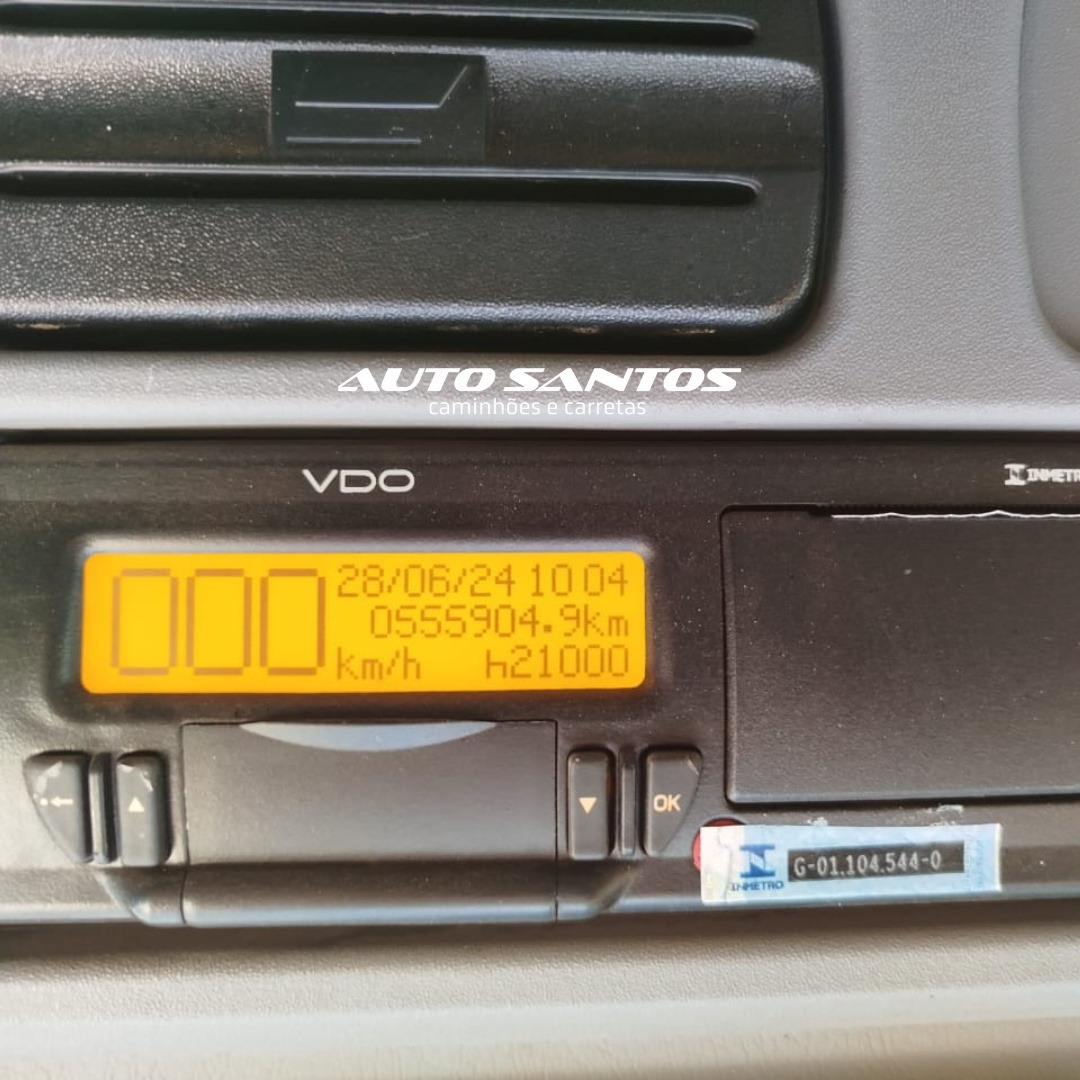 AUTO SANTOS
caminhões e carretas
VDO
INMETR
000
28/06/24 10 04
0555904.9km
km/h h21000
OK
INMETRO
G-01.104.544-0